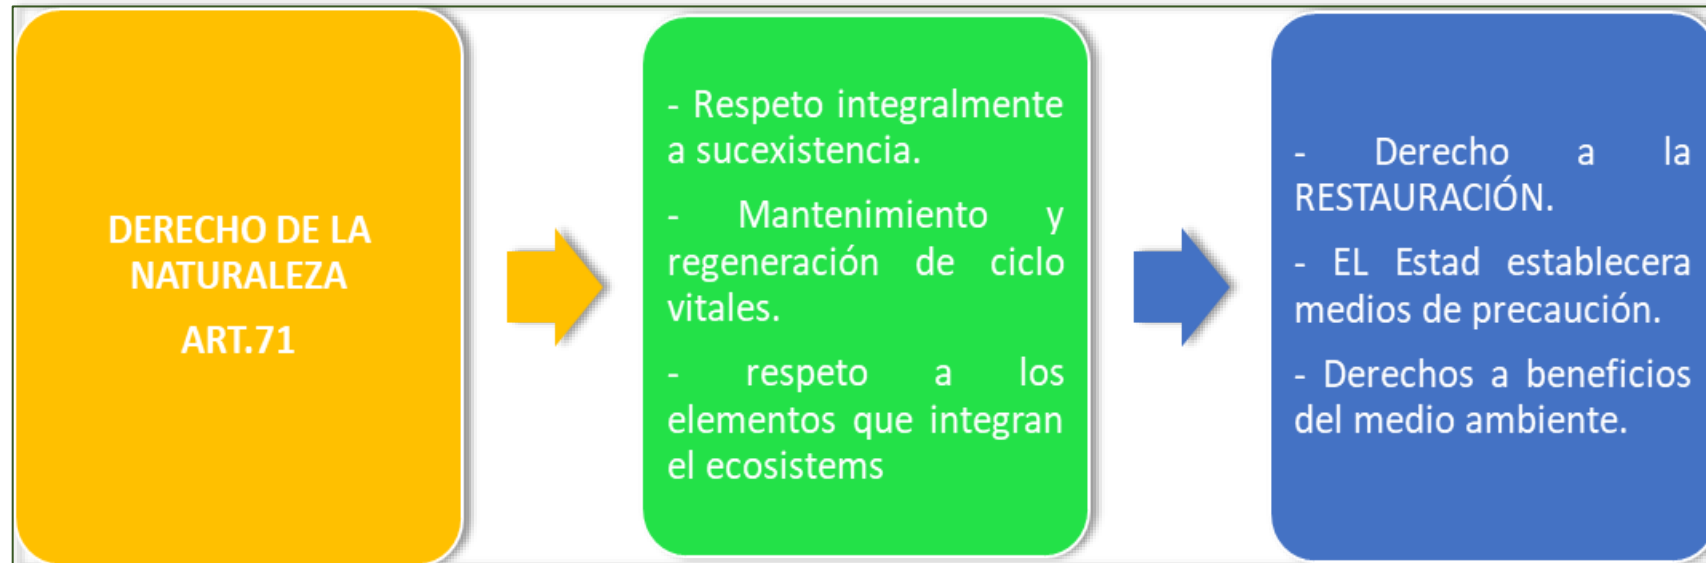 DERECHO DE LA
NATURALEZA
ART.71
- Respeto integralmente
a sucexistencia.
- Mantenimiento y
regeneración de ciclo
vitales.
- respeto a los
elementos que integran
el ecosistems
- Derecho a la
RESTAURACIÓN.
- EL Estad establecera
medios de precaución.
- Derechos a beneficios
del medio ambiente.